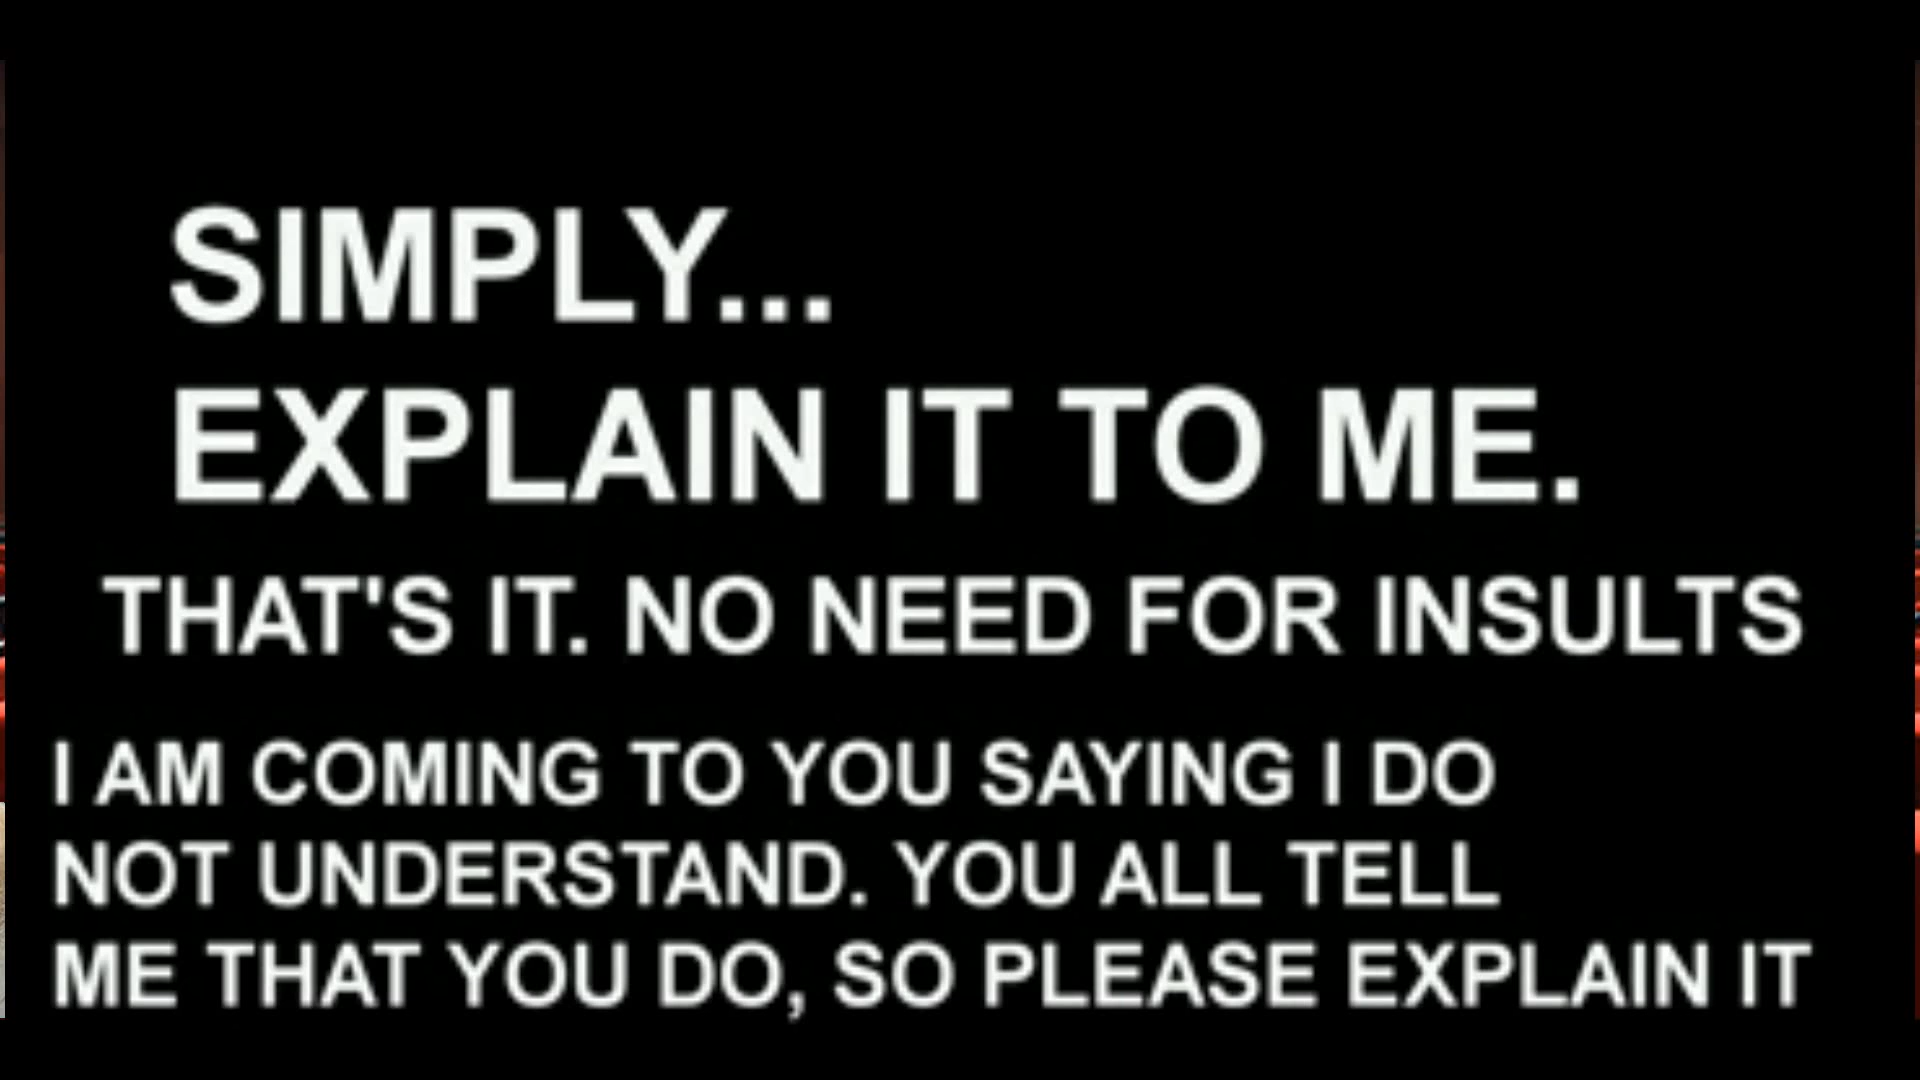 SIMPLY...
EXPLAIN IT TO ME.
THAT'S IT. NO NEED FOR INSULTS
I AM COMING TO YOU SAYING I DO
NOT UNDERSTAND. YOU ALL TELL
ME THAT YOU DO, SO PLEASE EXPLAIN IT